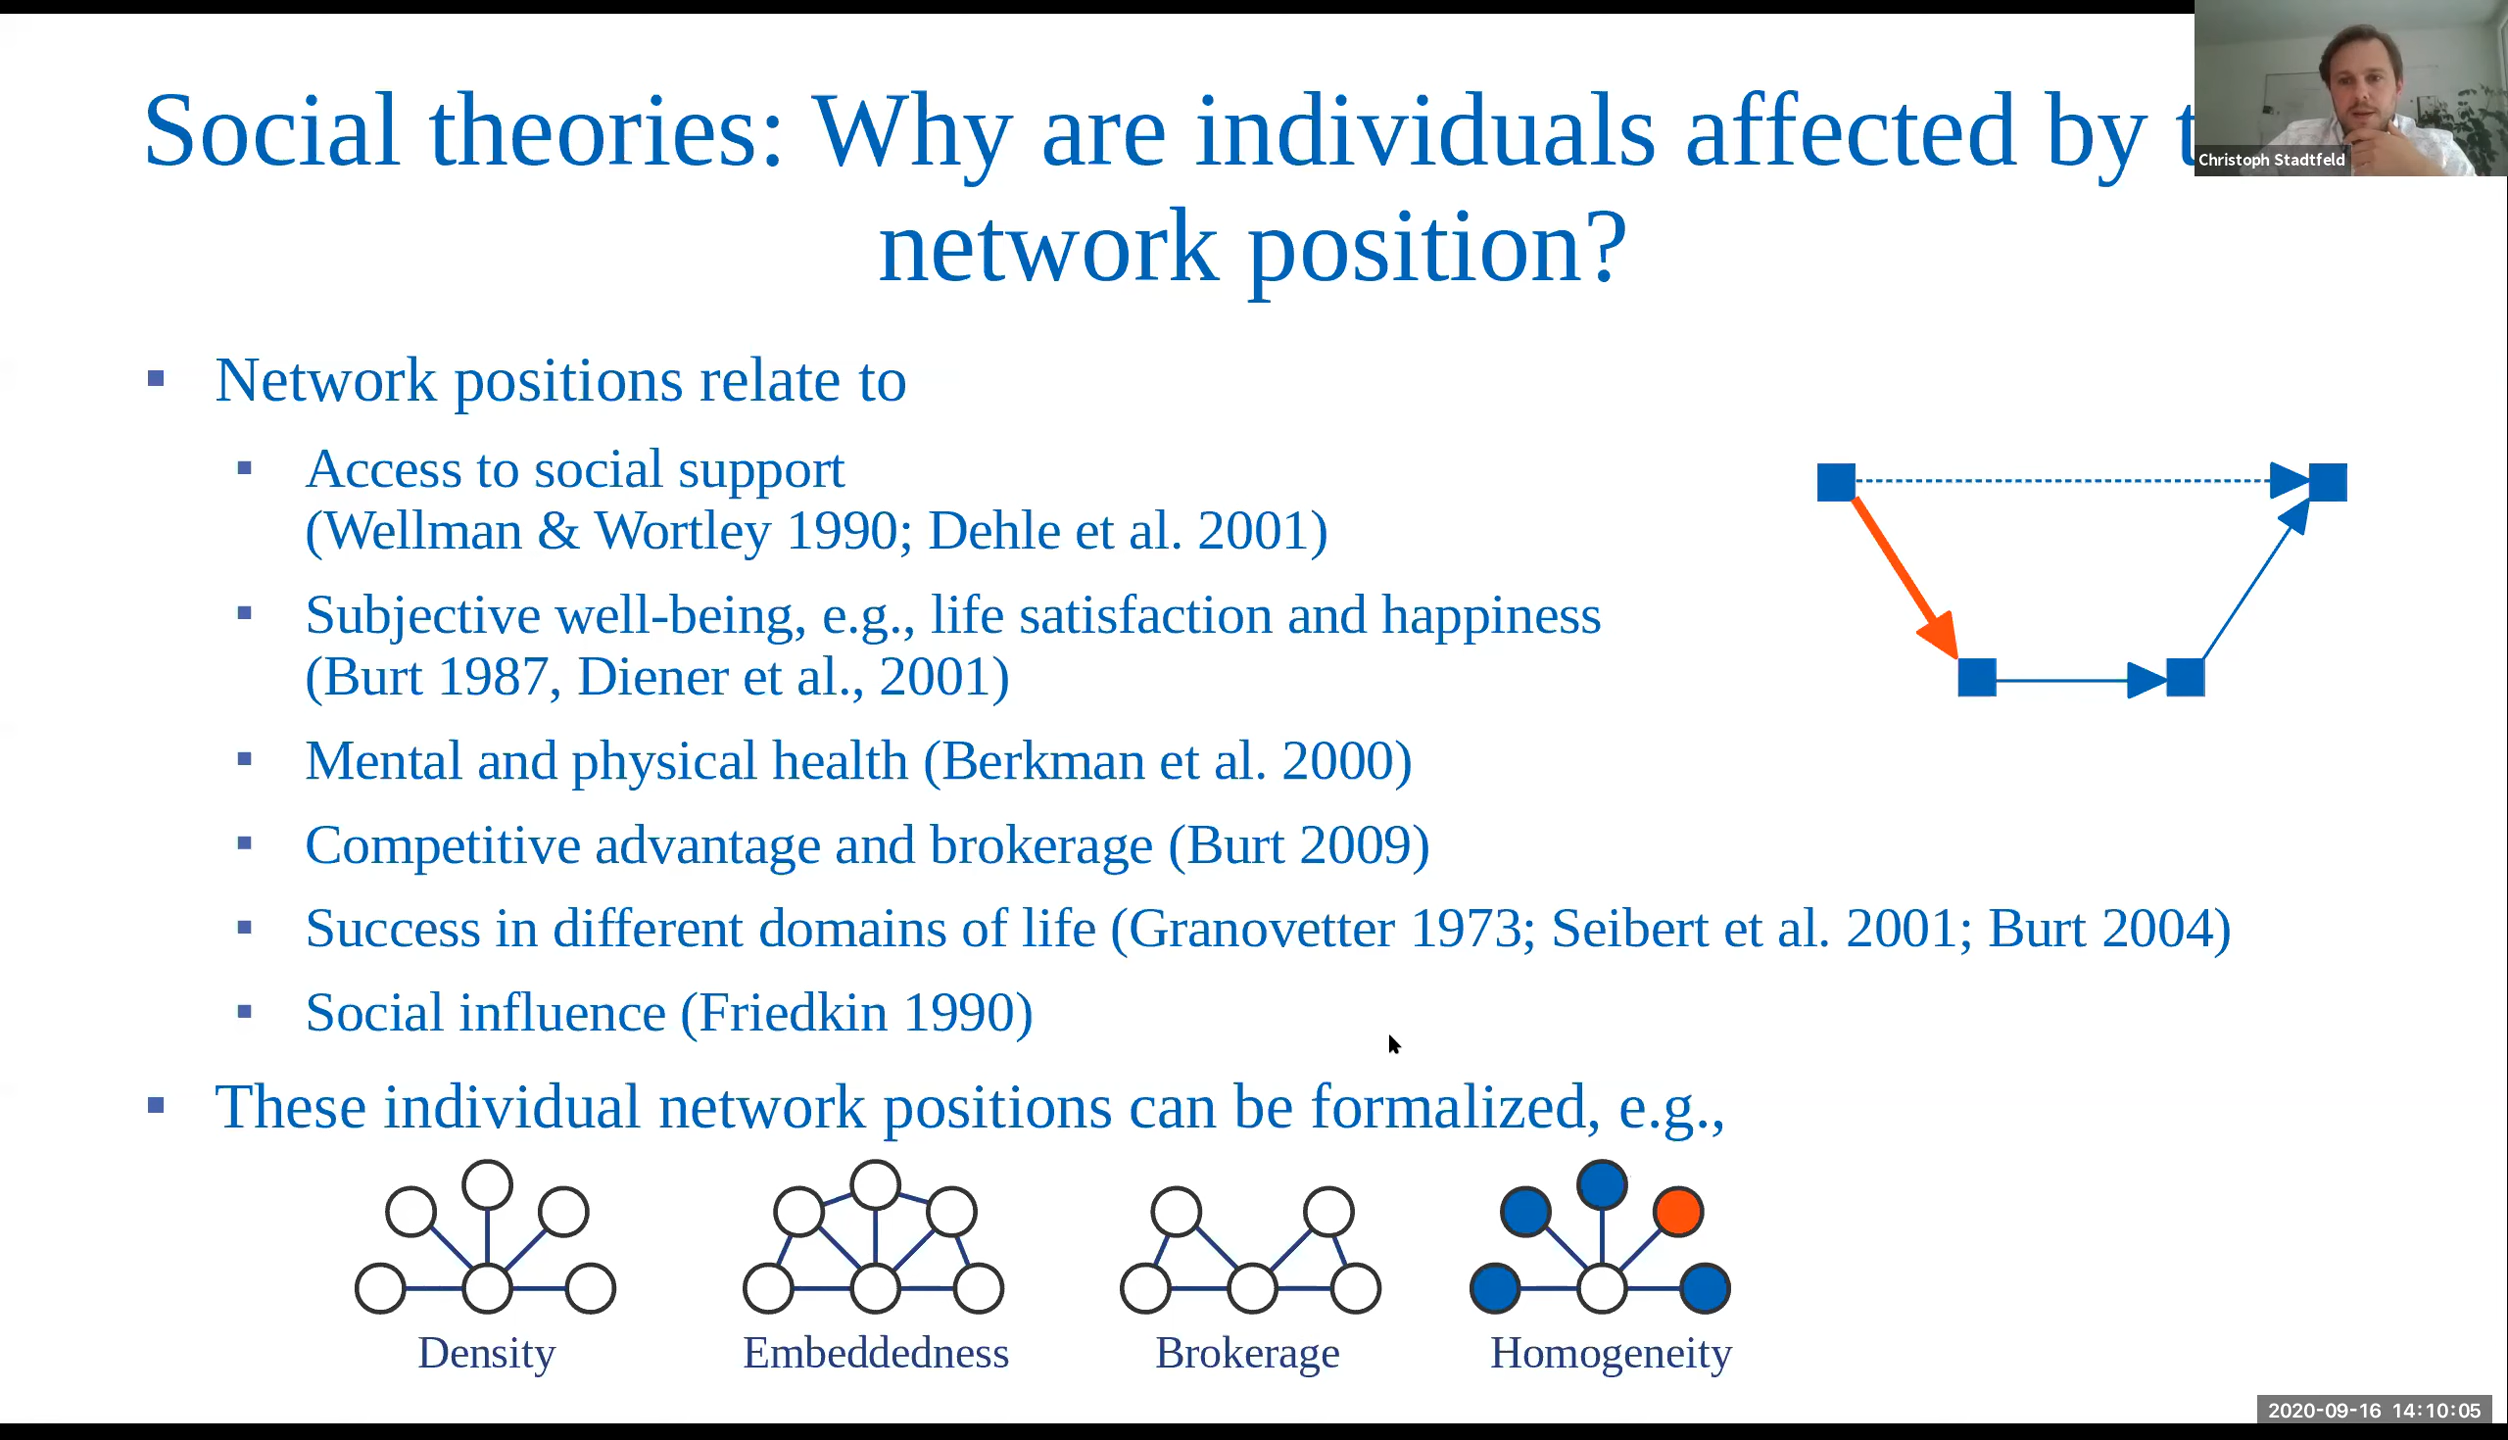 Social theories: Why are individuals affected by
network position?
Christoph Stadtfeld
▪ Network positions relate to
▪ Access to social support
(Wellman & Wortley 1990; Dehle et al. 2001)
▪ Subjective well-being, e.g., life satisfaction and happiness
(Burt 1987, Diener et al., 2001)
▪ Mental and physical health (Berkman et al. 2000)
▪ Competitive advantage and brokerage (Burt 2009)
▪ Success in different domains of life (Granovetter 1973; Seibert et al. 2001; Burt 2004)
▪ Social influence (Friedkin 1990)
▪ These individual network positions can be formalized, e.g.,
Density
Embeddedness
Brokerage
Homogeneity
2020-09-16 14:10:05